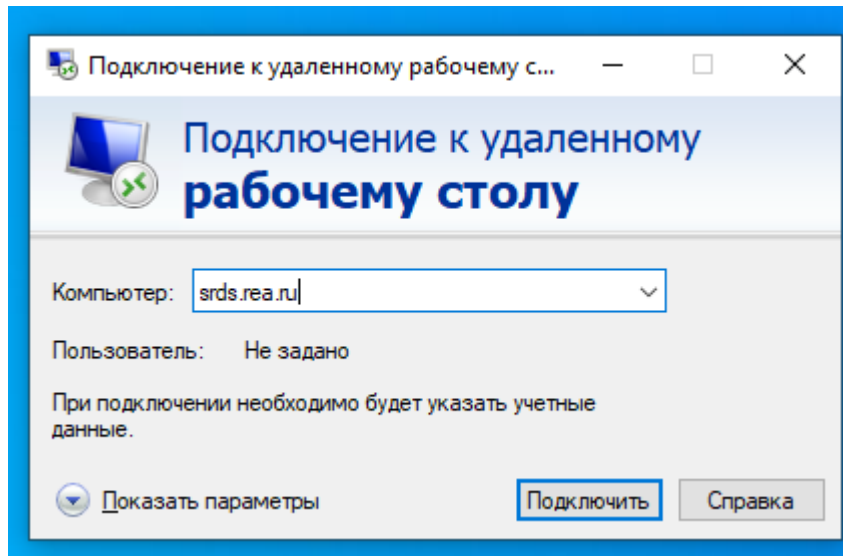 Подключение к удаленному рабочему с...
Подключение к удаленному
рабочему столу
Компьютер: srds.rea.ru
Пользователь: Не задано
При подключении необходимо будет указать учетные
данные.
Показать параметры Подключить Справка